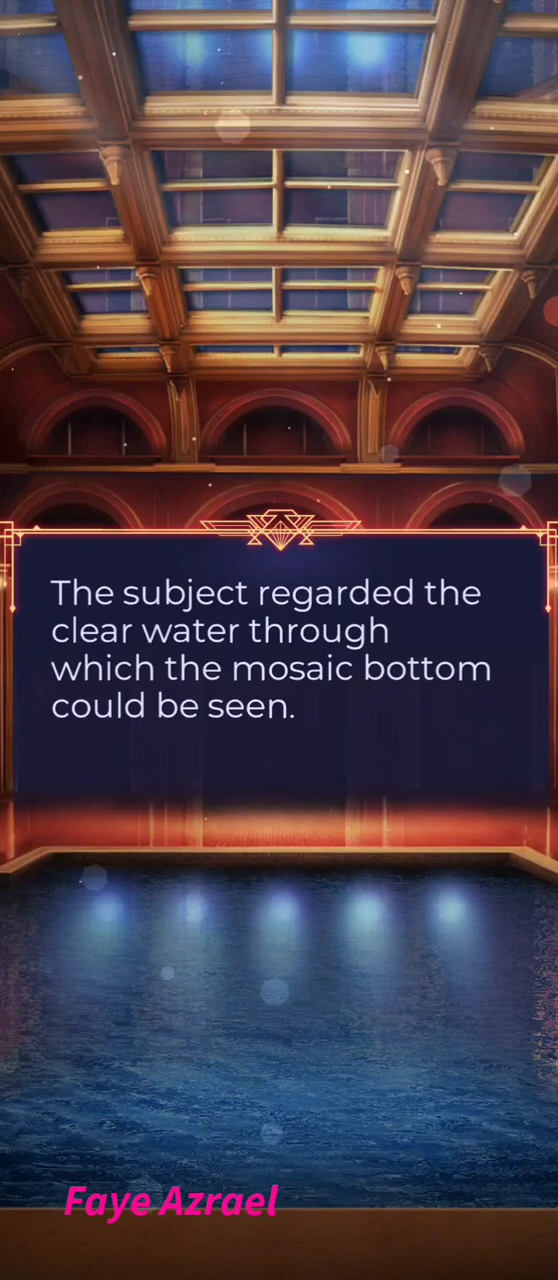 The subject regarded the
clear water through
which the mosaic bottom
could be seen.
Faye Azrael